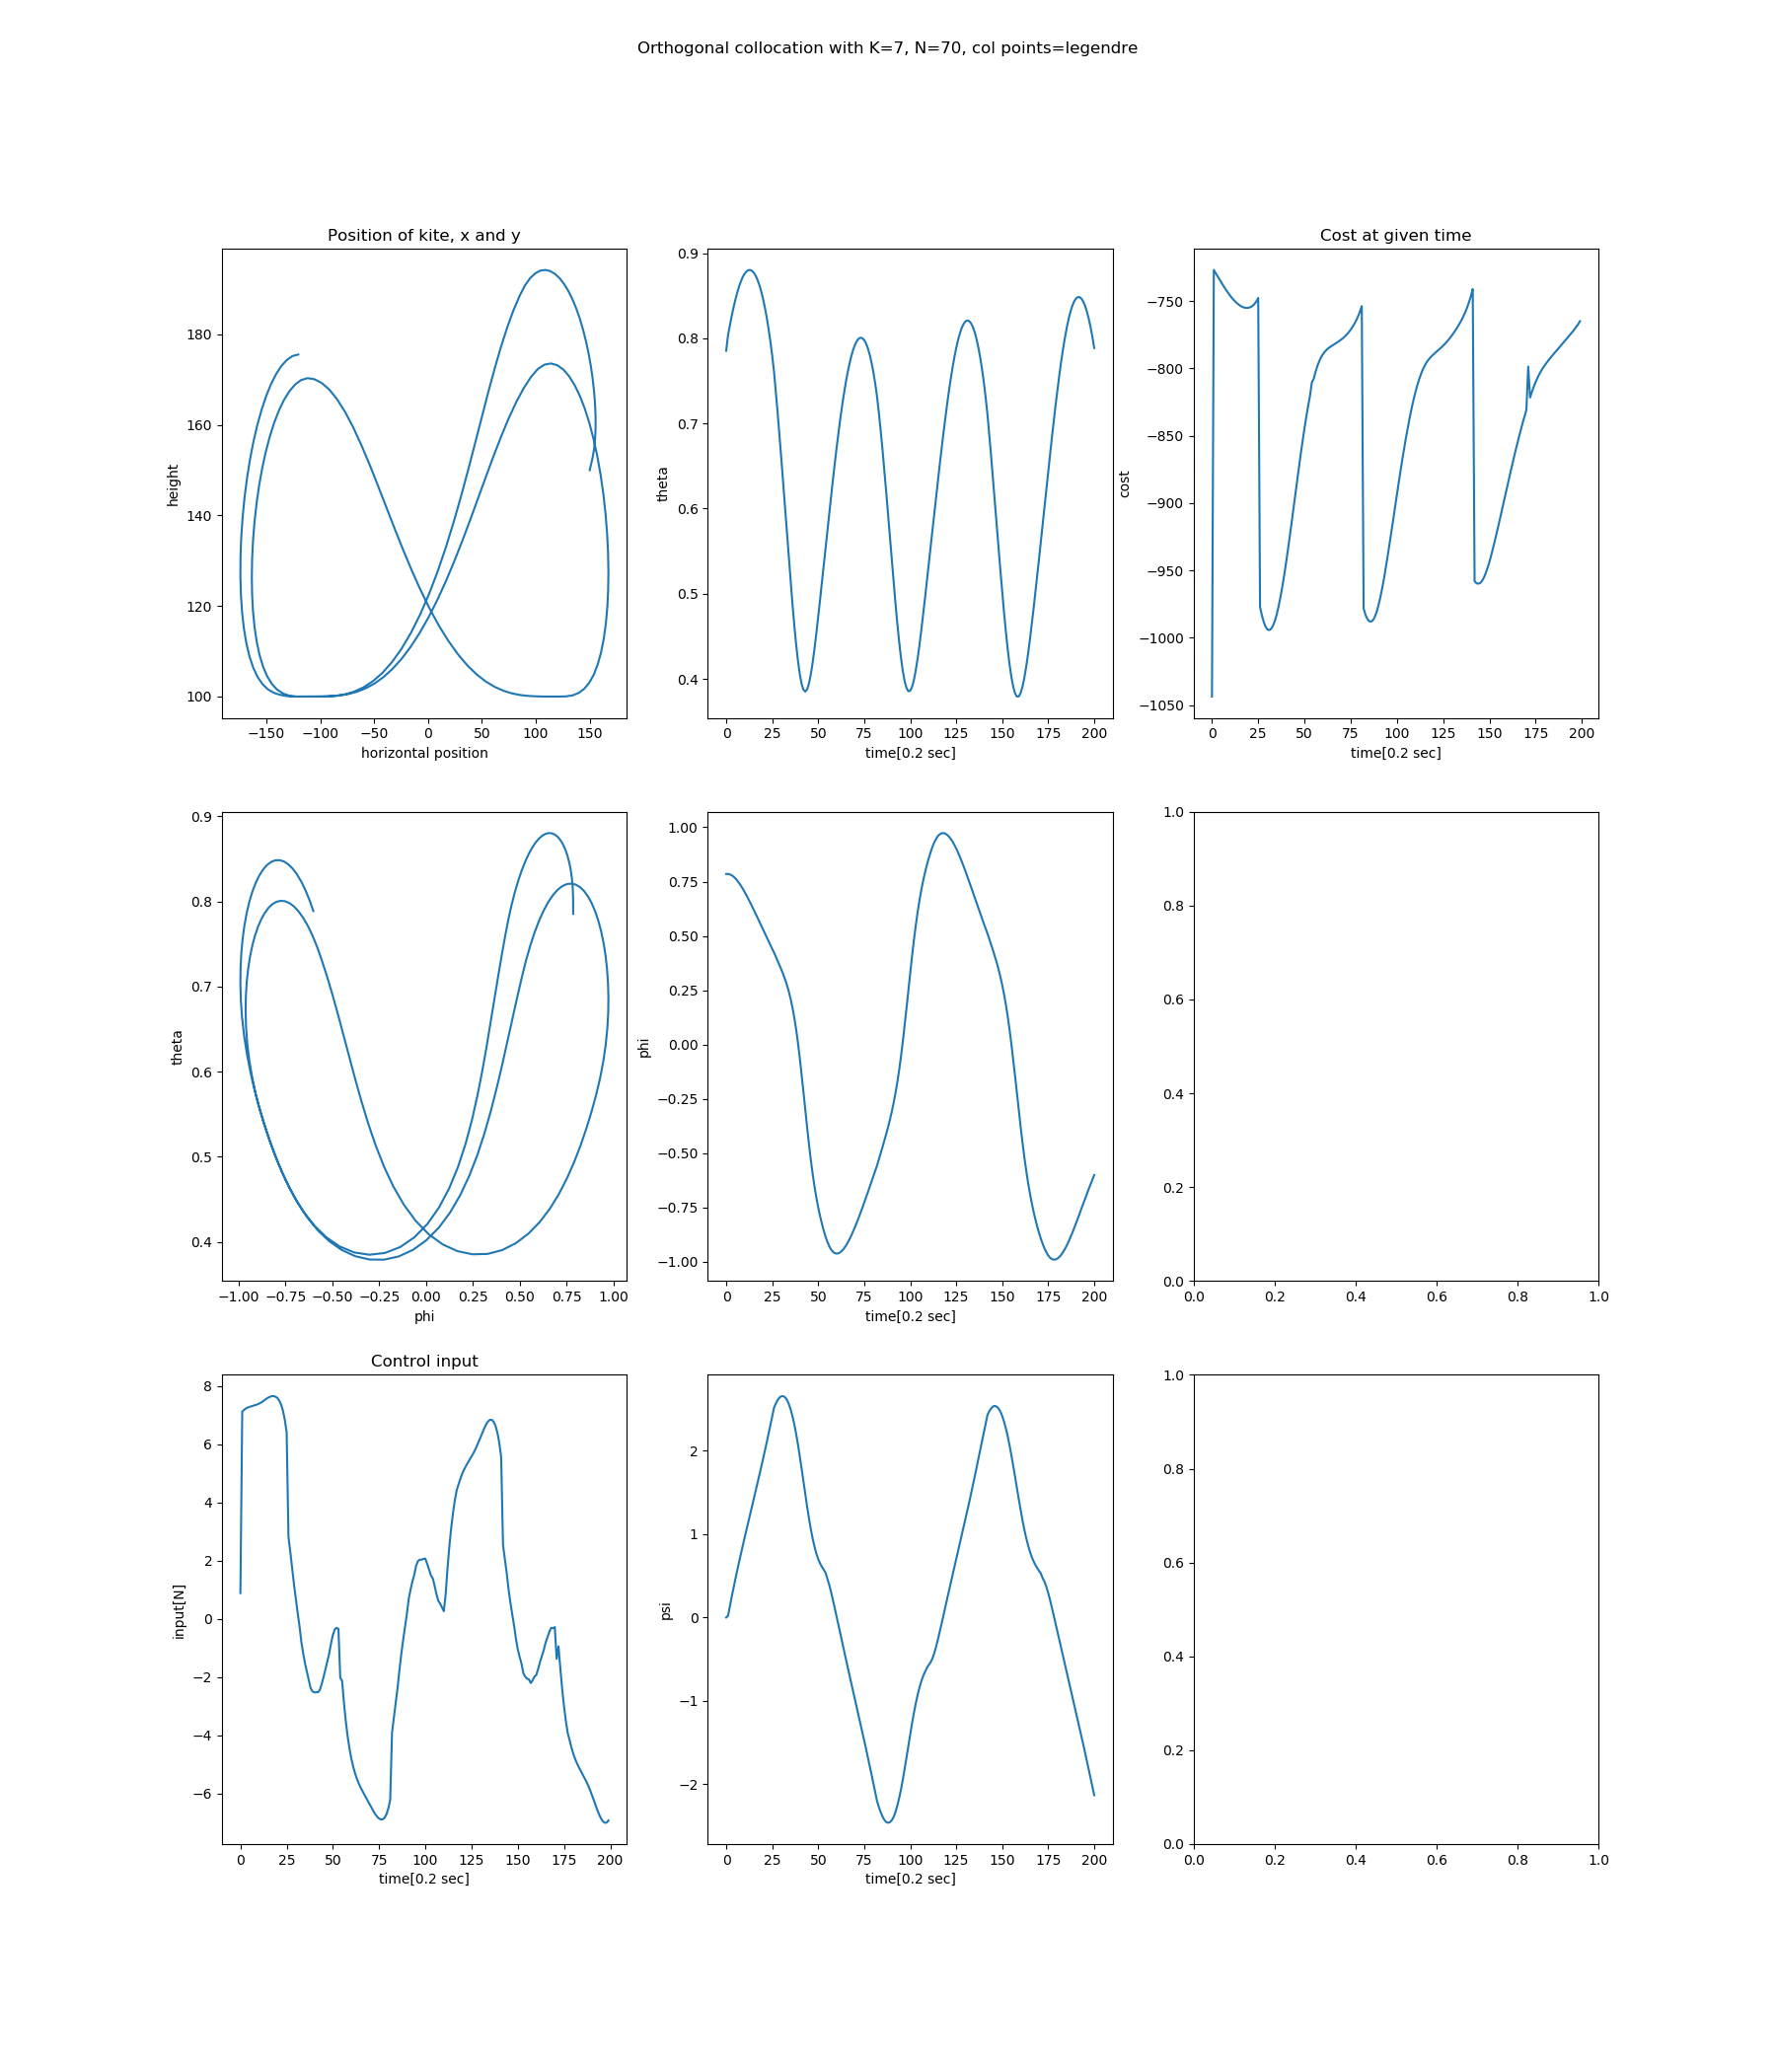 Orthogonal collocation with K=7, N=70, col points=legendre
Position of kite, x and y
height
180
160
140
120
100
−150 −100 −50 0 50 100 150
horizontal position
theta
0.9
0.8
0.7
0.6
0.5
0.4
0 25 50 75 100 125 150 175 200
time[0.2 sec]
Cost at given time
cost
−750
−800
−850
−900
−950
−1000
−1050
0 25 50 75 100 125 150 175 200
time[0.2 sec]
theta
0.9
0.8
0.7
0.6
0.5
0.4
−1.00 −0.75 −0.50 −0.25 0.00 0.25 0.50 0.75 1.00
phi
phi
1.00
0.75
0.50
0.25
0.00
−0.25
−0.50
−0.75
−1.00
0 25 50 75 100 125 150 175 200
time[0.2 sec]
1.0
0.8
0.6
0.4
0.2
0.0
0.0 0.2 0.4 0.6 0.8 1.0
Control input
input[N]
8
6
4
2
0
−2
−4
−6
0 25 50 75 100 125 150 175 200
time[0.2 sec]
psi
2
1
0
−1
−2
0 25 50 75 100 125 150 175 200
time[0.2 sec]
1.0
0.8
0.6
0.4
0.2
0.0
0.0 0.2 0.4 0.6 0.8 1.0